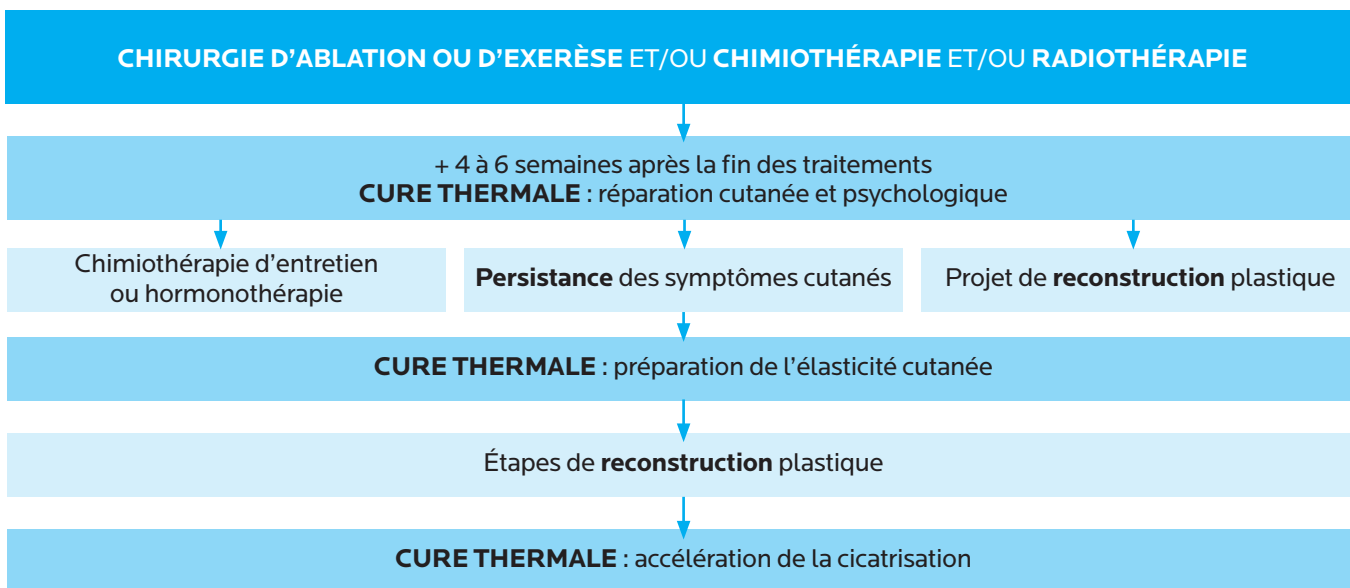 CHIRURGIE D’ABLATION OU D’EXERÈSE ET/OU CHIMIOTHÉRAPIE ET/OU RADIOTHÉRAPIE
+ 4 à 6 semaines après la fin des traitements
CURE THERMALE : réparation cutanée et psychologique
Chimiothérapie d’entretien
ou hormonothérapie
Persistance des symptômes cutanés
Projet de reconstruction plastique
CURE THERMALE : préparation de l’élasticité cutanée
Étapes de reconstruction plastique
CURE THERMALE : accélération de la cicatrisation